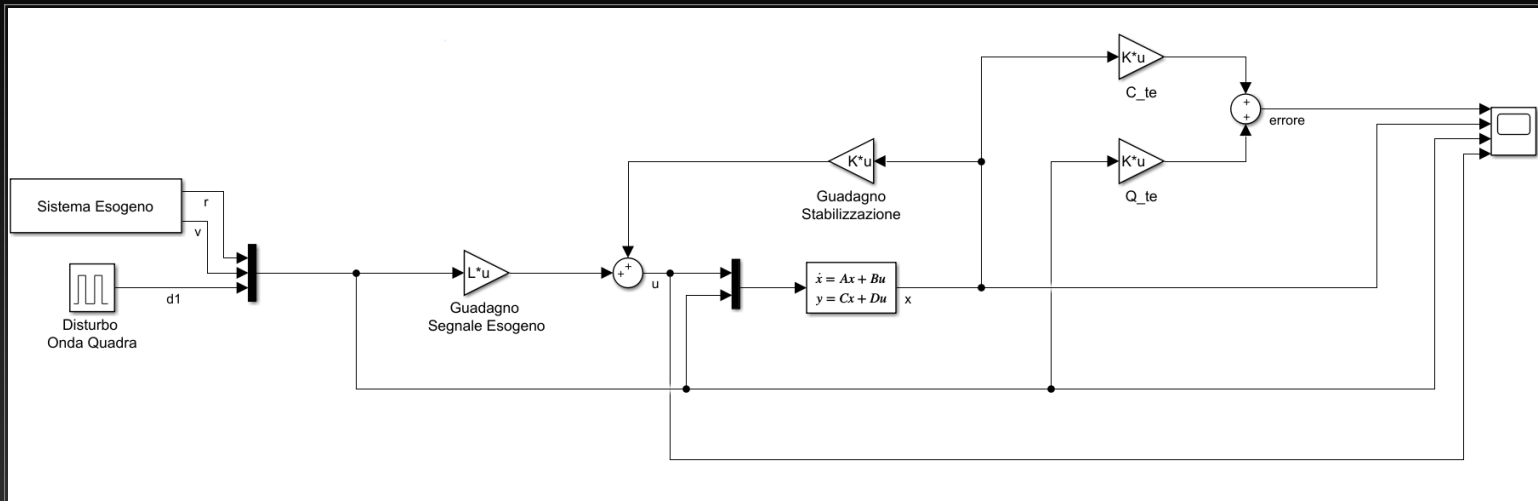 K*u
C_te
errore
K*u
Guadagno
Stabilizzazione
K*u
Q_te
Sistema Esogeno
r
v
d1
Disturbo
Onda Quadra
L*u
Guadagno
Segnale Esogeno
+
+
u
ẋ = Ax + Bu
y = Cx + Du
x
+
+